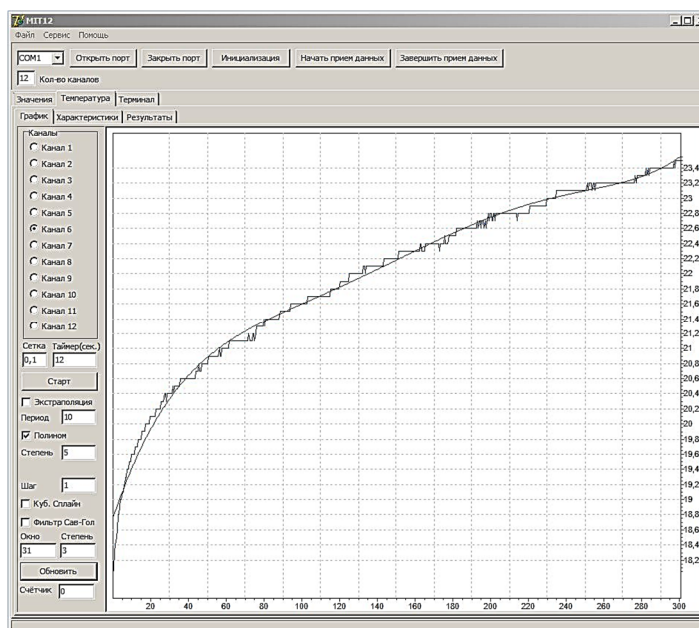 MIT12
Файл Сервис Помощь
COM1 Открыть порт Закрыть порт Инициализация Начать прием данных Завершить прием данных
12 Кол-во каналов
Значения Температура Терминал
График Характеристики Результаты
Каналы
Канал 1
Канал 2
Канал 3
Канал 4
Канал 5
Канал 6
Канал 7
Канал 8
Канал 9
Канал 10
Канал 11
Канал 12
Сетка Таймер(сек.)
0,1 12
Старт
Экстраполяция
Период 10
Полином
Степень 5
Шаг 1
Куб. Сплайн
Фильтр Сав-Гол
Окно Степень
31 3
Обновить
Счётчик 0
23,4
23,2
23
22,8
22,6
22,4
22,2
22
21,8
21,6
21,4
21,2
21
20,8
20,6
20,4
20,2
20
19,8
19,6
19,4
19,2
19
18,8
18,6
18,4
18,2
20 40 60 80 100 120 140 160 180 200 220 240 260 280 300